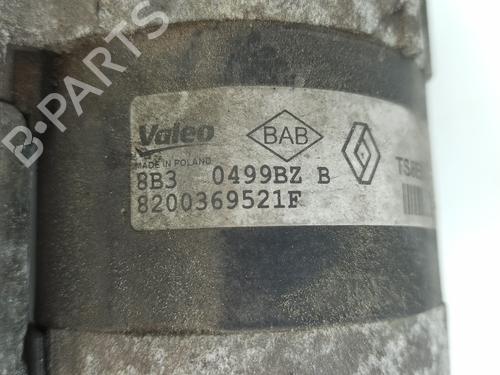 Valeo
MADE IN POLAND
BAB
8B3 0499BZ B
8200369521F
B-PARTS